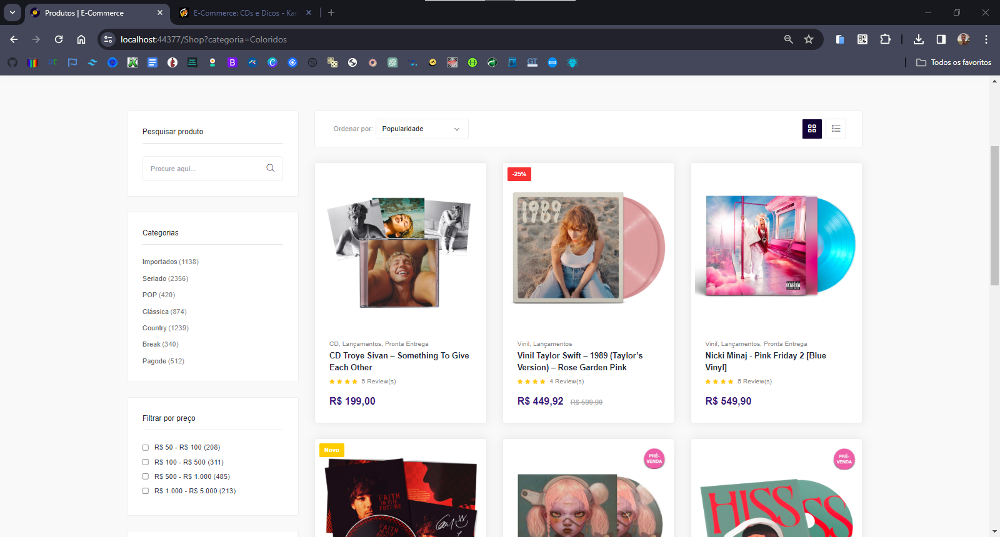 Produtos | E-Commerce
E-Commerce: CDs e Dicos - Kan
localhost:44377/Shop?categoria=Coloridos
Todos os favoritos
Pesquisar produto
Procure aqui...
Categorias
Importados (1138)
Seriado (2356)
POP (420)
Clássica (874)
Country (1239)
Break (340)
Pagode (512)
Filtrar por preço
R$ 50 - R$ 100 (208)
R$ 100 - R$ 500 (311)
R$ 500 - R$ 1.000 (485)
R$ 1.000 - R$ 5.000 (213)
Ordenar por:
Popularidade
CD, Lançamentos, Pronta Entrega
CD Troye Sivan – Something To Give
Each Other
5 Review(s)
R$ 199,00
-25%
1989
Vinil, Lançamentos
Vinil Taylor Swift – 1989 (Taylor’s
Version) – Rose Garden Pink
4 Review(s)
R$ 449,92 R$ 599,90
Vinil, Lançamentos, Pronta Entrega
Nicki Minaj - Pink Friday 2 [Blue
Vinyl]
5 Review(s)
R$ 549,90
Novo
FAITH
IN THE
FUTURE
PRÉ-
VENDA
PRÉ-
VENDA
HISS